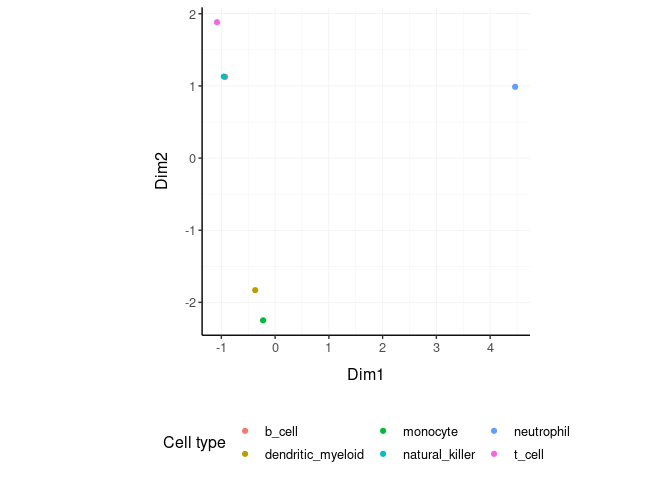 2
1
0
-1
-2
Dim2
-1 0 1 2 3 4
Dim1
Cell type
b_cell monocyte neutrophil
dendritic_myeloid natural_killer t_cell